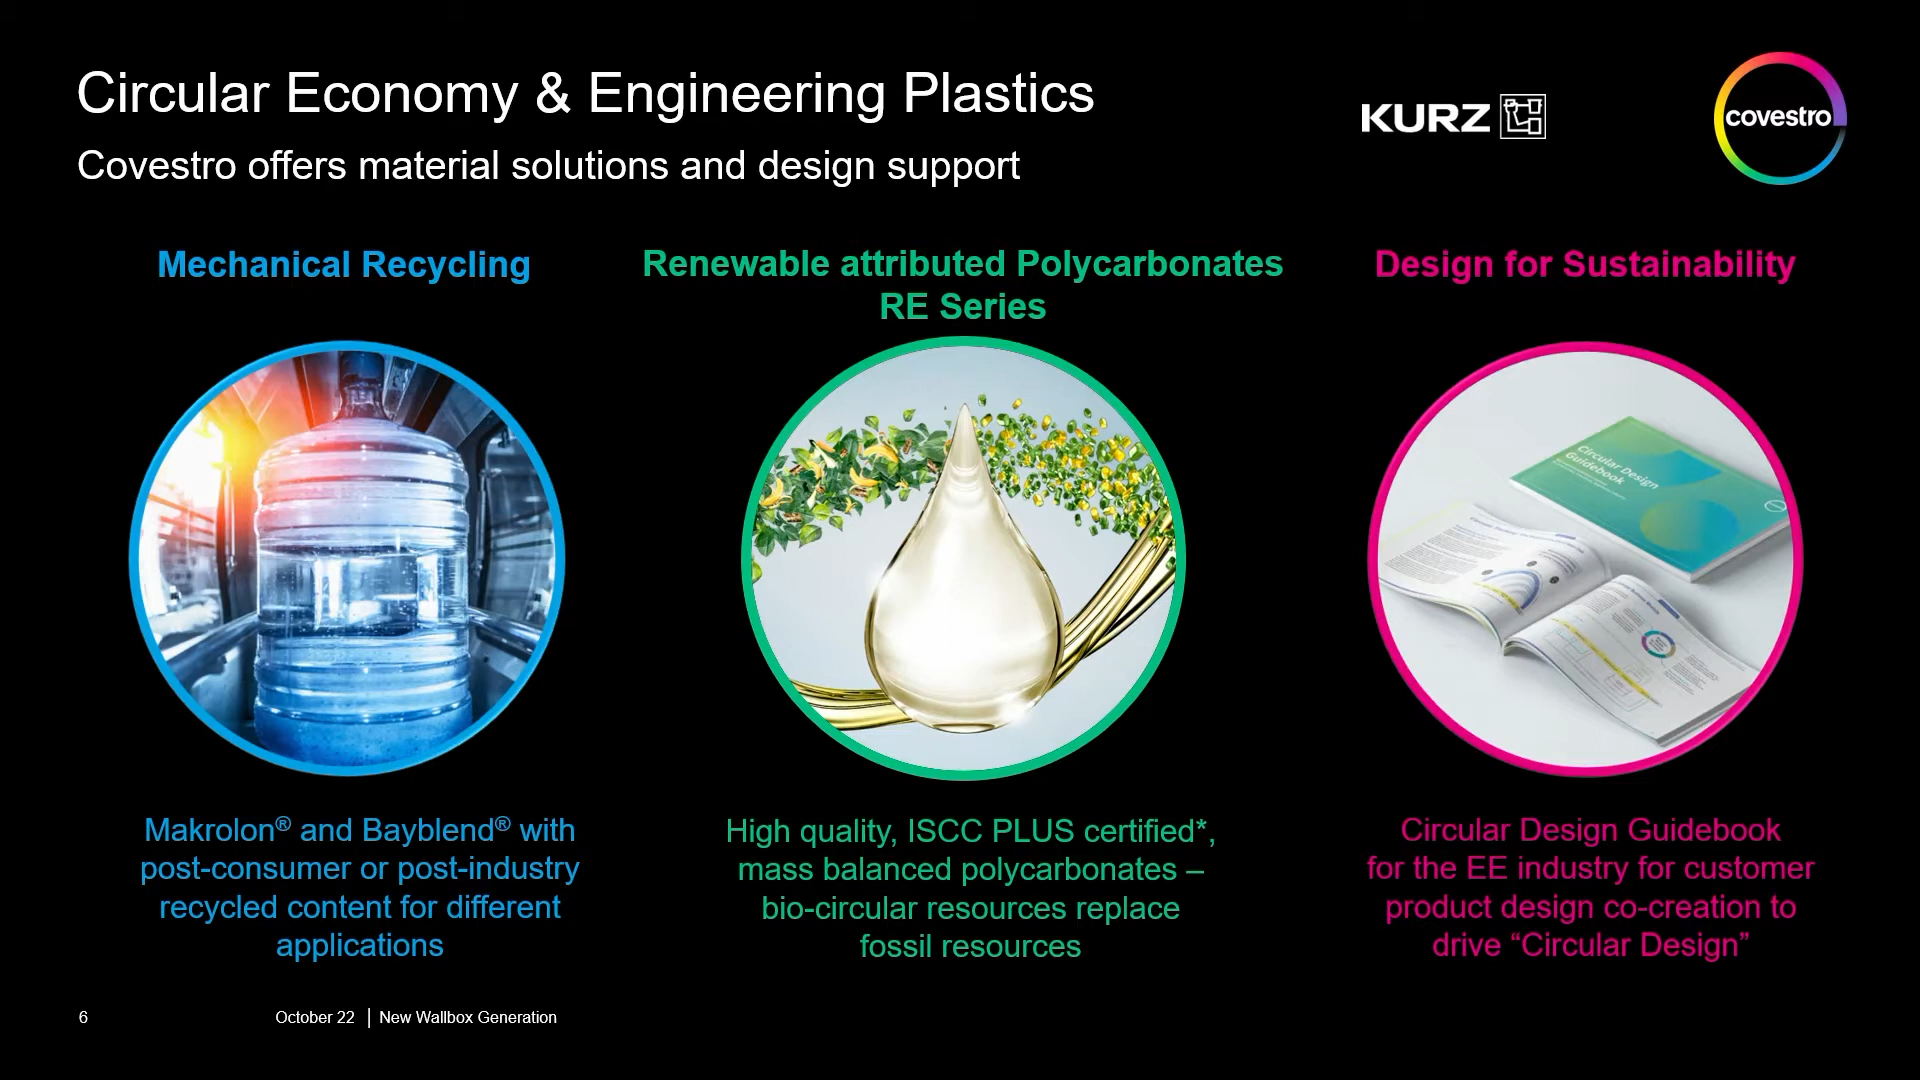 Circular Economy & Engineering Plastics
Covestro offers material solutions and design support
KURZ
covestro
Mechanical Recycling
Renewable attributed Polycarbonates
RE Series
Design for Sustainability
Circular Design
Guidebook
Makrolon® and Bayblend® with
post-consumer or post-industry
recycled content for different
applications
High quality, ISCC PLUS certified*,
mass balanced polycarbonates –
bio-circular resources replace
fossil resources
Circular Design Guidebook
for the EE industry for customer
product design co-creation to
drive “Circular Design”
6
October 22 | New Wallbox Generation